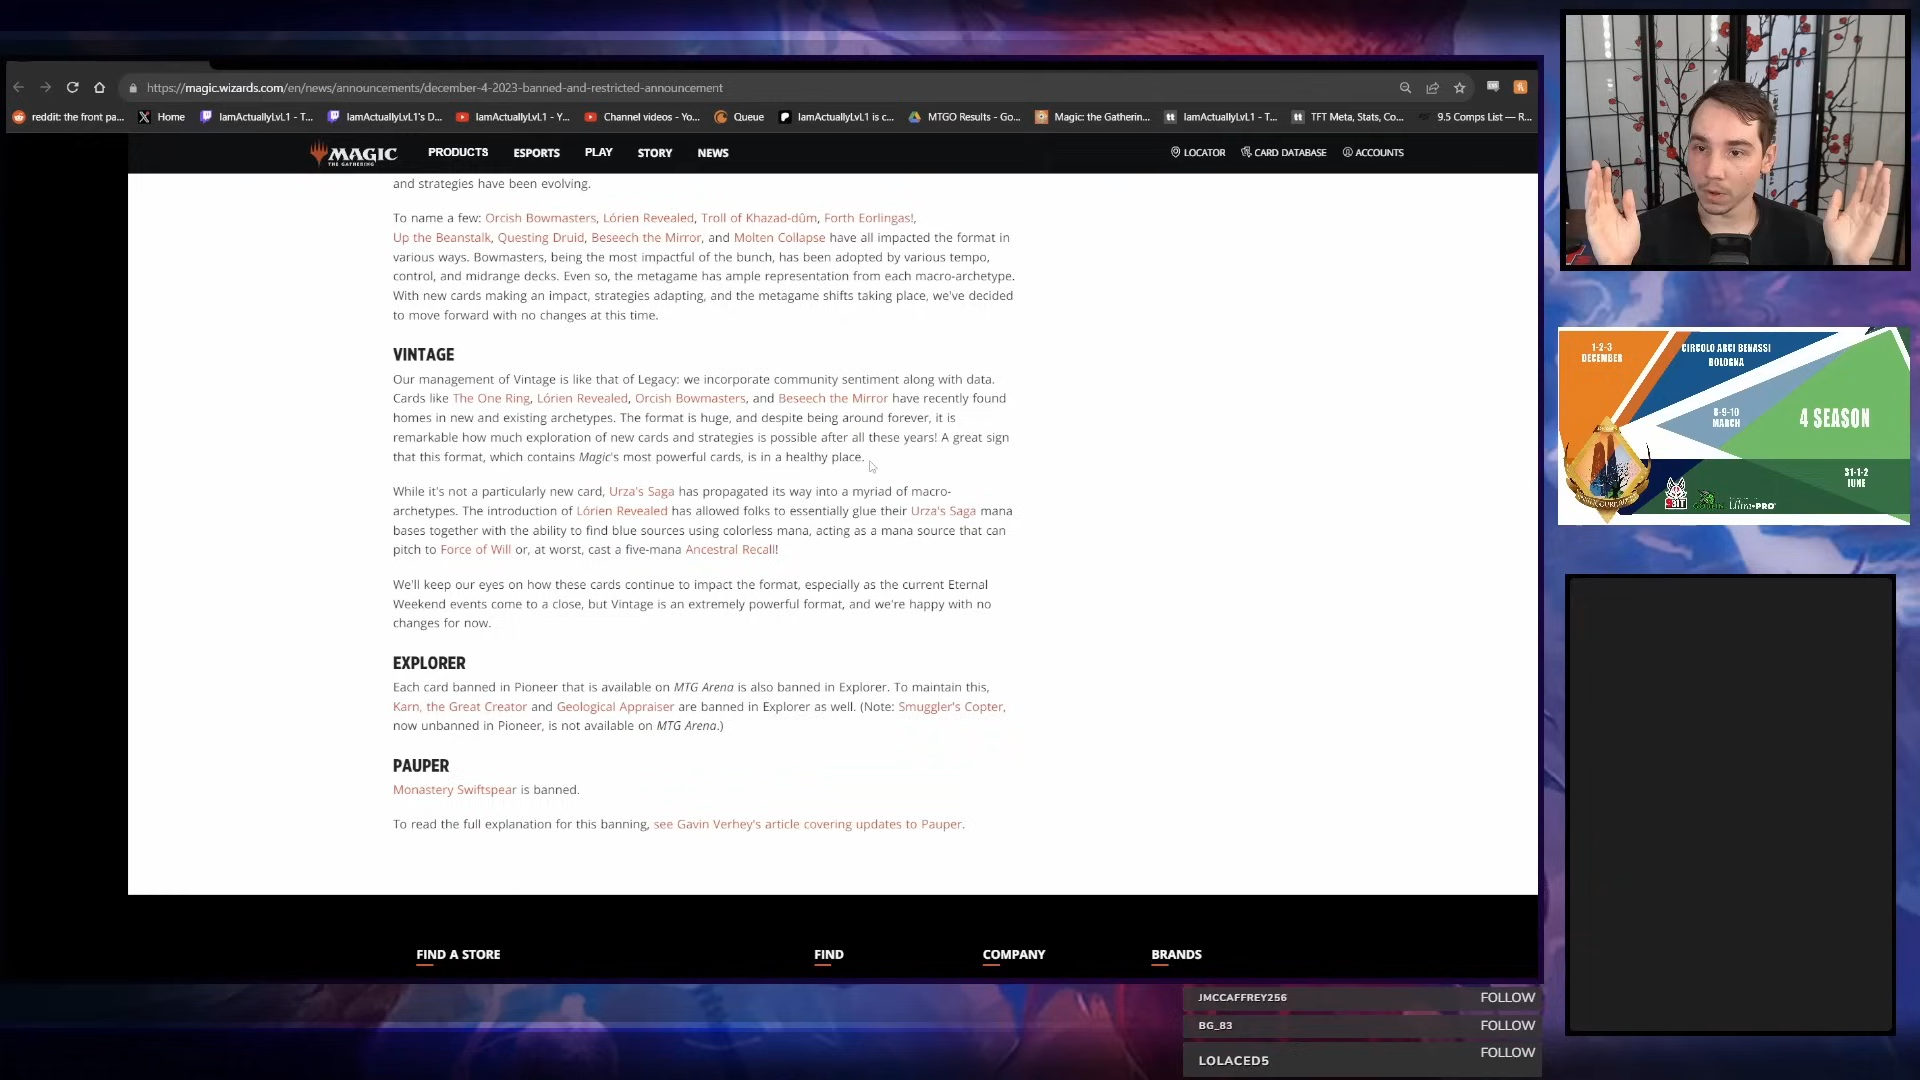 https://magic.wizards.com/en/news/announcements/december-4-2023-banned-and-restricted-announcement
reddit: the front pa... Home IamActuallyLvL1 - T... IamActuallyLvL1's D... IamActuallyLvL1 - Y... Channel videos - Yo... Queue IamActuallyLvL1 is c... MTGO Results - Go... Magic: the Gatherin... IamActuallyLvL1 - T... TFT Meta, Stats, Co... 9.5 Comps List — R...
MAGIC PRODUCTS ESPORTS PLAY STORY NEWS LOCATOR CARD DATABASE ACCOUNTS
THE GATHERING
and strategies have been evolving.
To name a few: Orcish Bowmasters, Lórien Revealed, Troll of Khazad-dûm, Forth Eorlingas!,
Up the Beanstalk, Questing Druid, Beseech the Mirror, and Molten Collapse have all impacted the format in
various ways. Bowmasters, being the most impactful of the bunch, has been adopted by various tempo,
control, and midrange decks. Even so, the metagame has ample representation from each macro-archetype.
With new cards making an impact, strategies adapting, and the metagame shifts taking place, we've decided
to move forward with no changes at this time.
VINTAGE
Our management of Vintage is like that of Legacy: we incorporate community sentiment along with data.
Cards like The One Ring, Lórien Revealed, Orcish Bowmasters, and Beseech the Mirror have recently found
homes in new and existing archetypes. The format is huge, and despite being around forever, it is
remarkable how much exploration of new cards and strategies is possible after all these years! A great sign
that this format, which contains Magic's most powerful cards, is in a healthy place.
While it's not a particularly new card, Urza's Saga has propagated its way into a myriad of macro-
archetypes. The introduction of Lórien Revealed has allowed folks to essentially glue their Urza's Saga mana
bases together with the ability to find blue sources using colorless mana, acting as a mana source that can
pitch to Force of Will or, at worst, cast a five-mana Ancestral Recall!
We'll keep our eyes on how these cards continue to impact the format, especially as the current Eternal
Weekend events come to a close, but Vintage is an extremely powerful format, and we're happy with no
changes for now.
EXPLORER
Each card banned in Pioneer that is available on MTG Arena is also banned in Explorer. To maintain this,
Karn, the Great Creator and Geological Appraiser are banned in Explorer as well. (Note: Smuggler's Copter,
now unbanned in Pioneer, is not available on MTG Arena.)
PAUPER
Monastery Swiftspear is banned.
To read the full explanation for this banning, see Gavin Verhey's article covering updates to Pauper.
FIND A STORE FIND COMPANY BRANDS
1-2-3
DECEMBER
CIRCOLO ARCI BENASSI
BOLOGNA
8-9-10
MARCH
4 SEASON
31-1-2
JUNE
Ultra-PRO
JMCCAFFREY256 FOLLOW
BG_83 FOLLOW
LOLACED5 FOLLOW